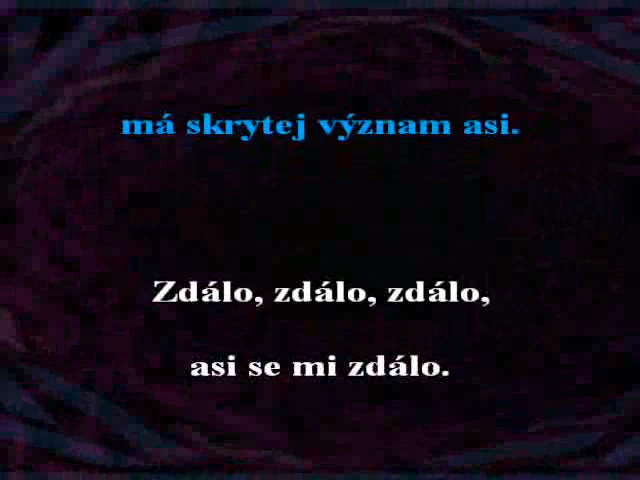 má skrytej význam asi.
Zdálo, zdálo, zdálo,
asi se mi zdálo.